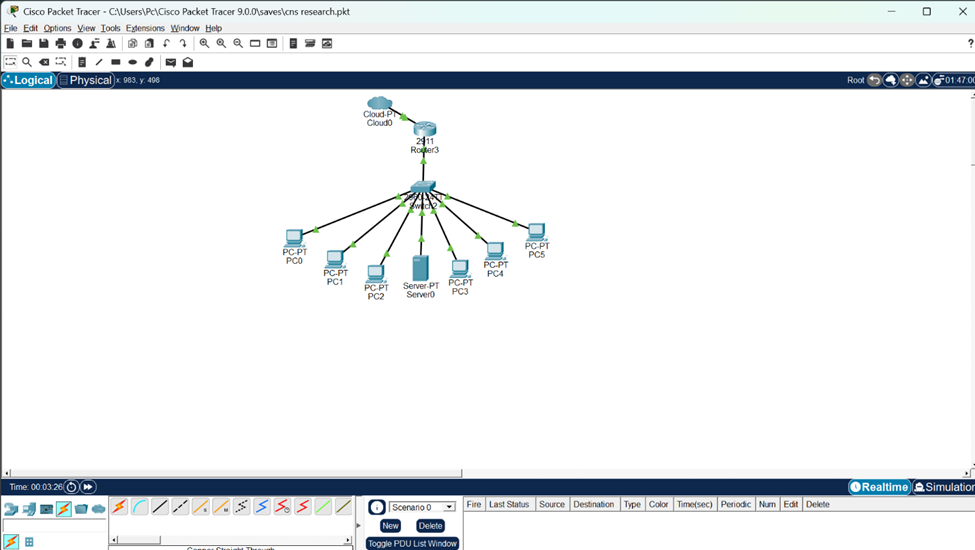 Cisco Packet Tracer - C:\Users\Pc\Cisco Packet Tracer 9.0.0\saves\cns research.pkt
File Edit Options View Tools Extensions Window Help
?
Logical Physical x: 983, y: 498 Root 01:47:00
Cloud-PT
Cloud0
2911
Router3
Switch2
PC-PT
PC0
PC-PT
PC1
PC-PT
PC2
Server-PT
Server0
PC-PT
PC3
PC-PT
PC4
PC-PT
PC5
Time: 00:03:26 Realtime Simulation
Scenario 0 Fire Last Status Source Destination Type Color Time(sec) Periodic Num Edit Delete
New Delete
Toggle PDU List Window
Copper Straight-Through